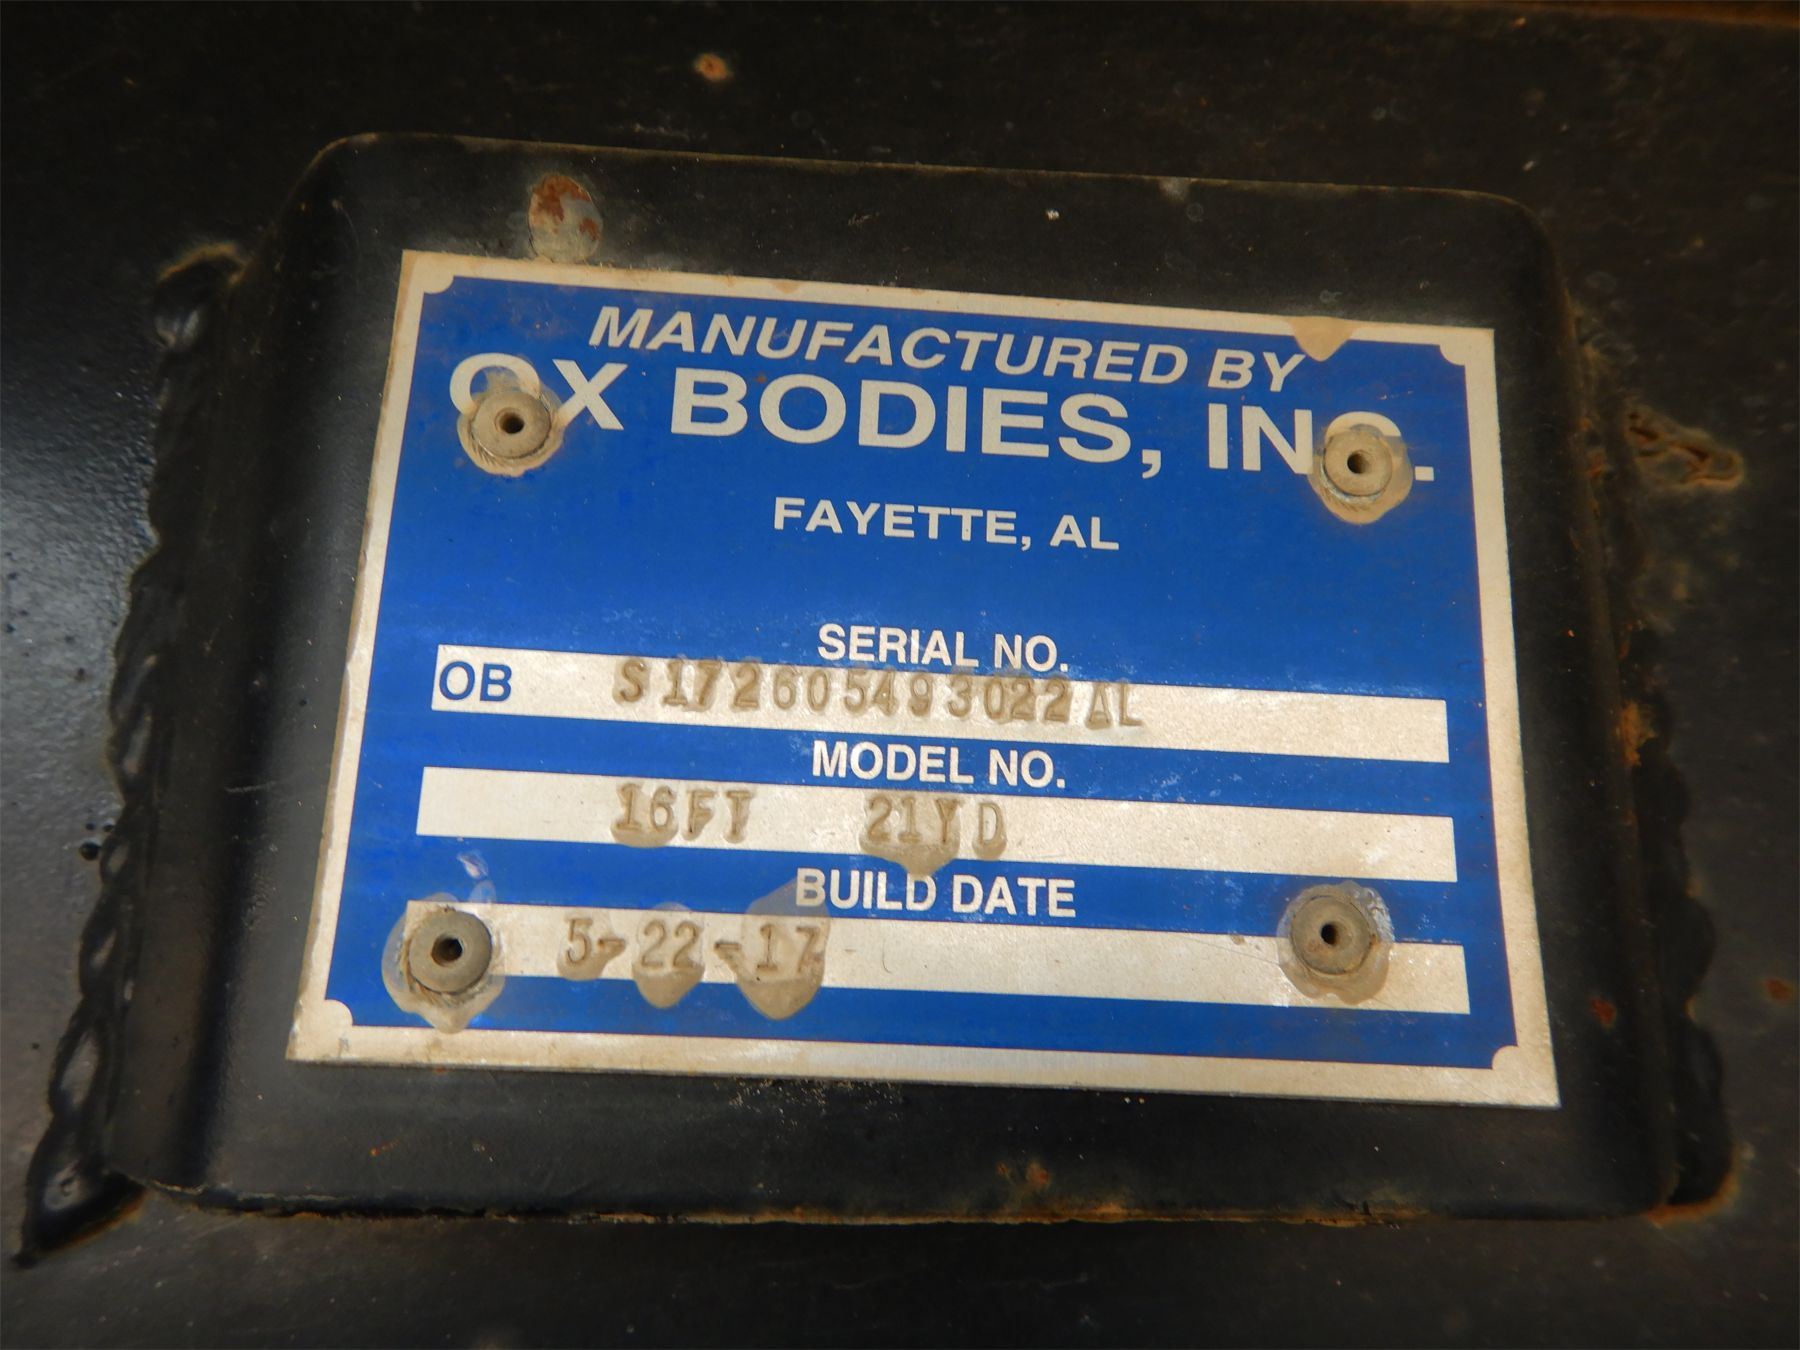 MANUFACTURED BY
OX BODIES, INC.
FAYETTE, AL
SERIAL NO.
OB S172605493022AL
MODEL NO.
16FT 21YD
BUILD DATE
5-22-17